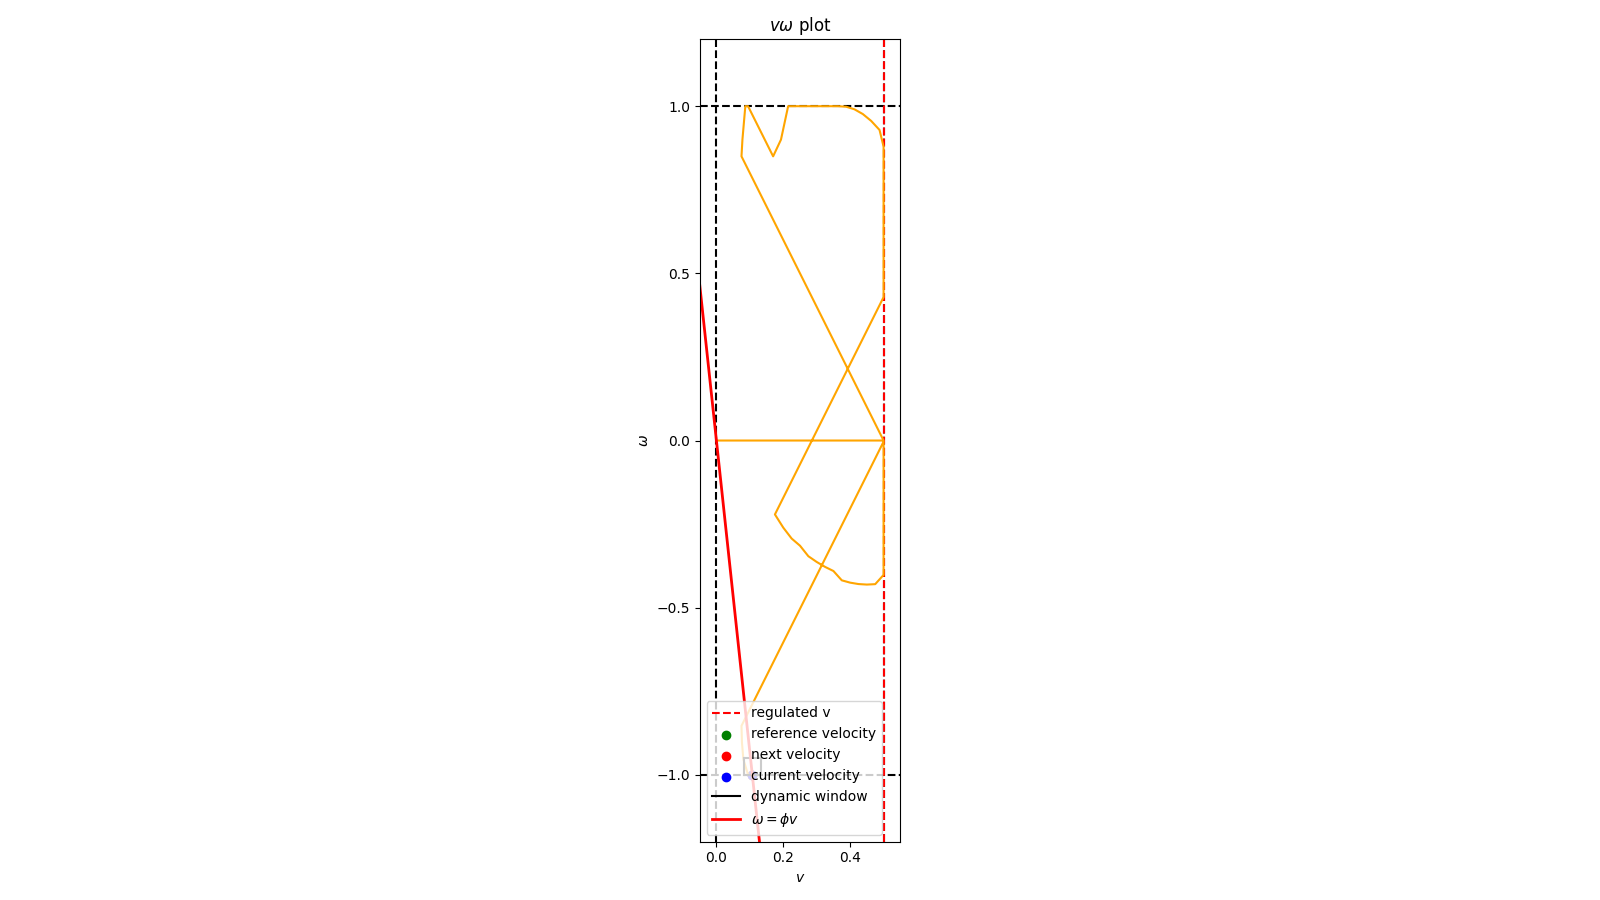 vω plot
1.0
0.5
0.0
−0.5
−1.0
ω
regulated v
reference velocity
next velocity
current velocity
dynamic window
ω = ϕv
0.0 0.2 0.4
v